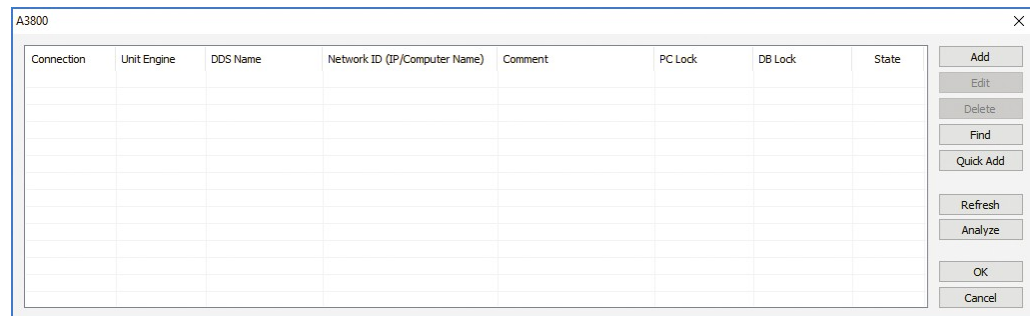 A3800
Connection Unit Engine DDS Name Network ID (IP/Computer Name) Comment PC Lock DB Lock State
Add
Edit
Delete
Find
Quick Add
Refresh
Analyze
OK
Cancel